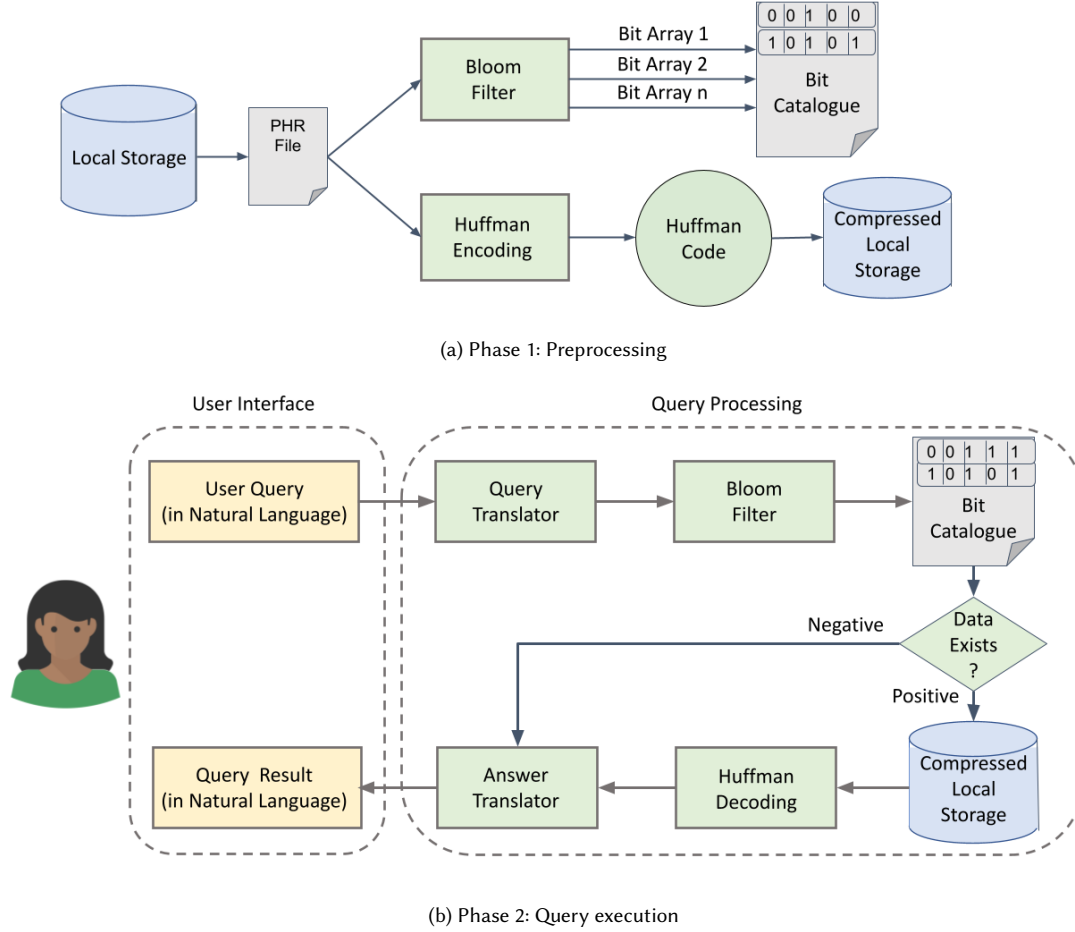 Local Storage
PHR
File
Bloom
Filter
Bit Array 1
Bit Array 2
Bit Array n
0 0 1 0 0
1 0 1 0 1
Bit
Catalogue
Huffman
Encoding
Huffman
Code
Compressed
Local
Storage
(a) Phase 1: Preprocessing
User Interface
Query Processing
User Query
(in Natural Language)
Query
Translator
Bloom
Filter
0 0 1 1 1
1 0 1 0 1
Bit
Catalogue
Data
Exists
?
Negative
Positive
Query Result
(in Natural Language)
Answer
Translator
Huffman
Decoding
Compressed
Local
Storage
(b) Phase 2: Query execution